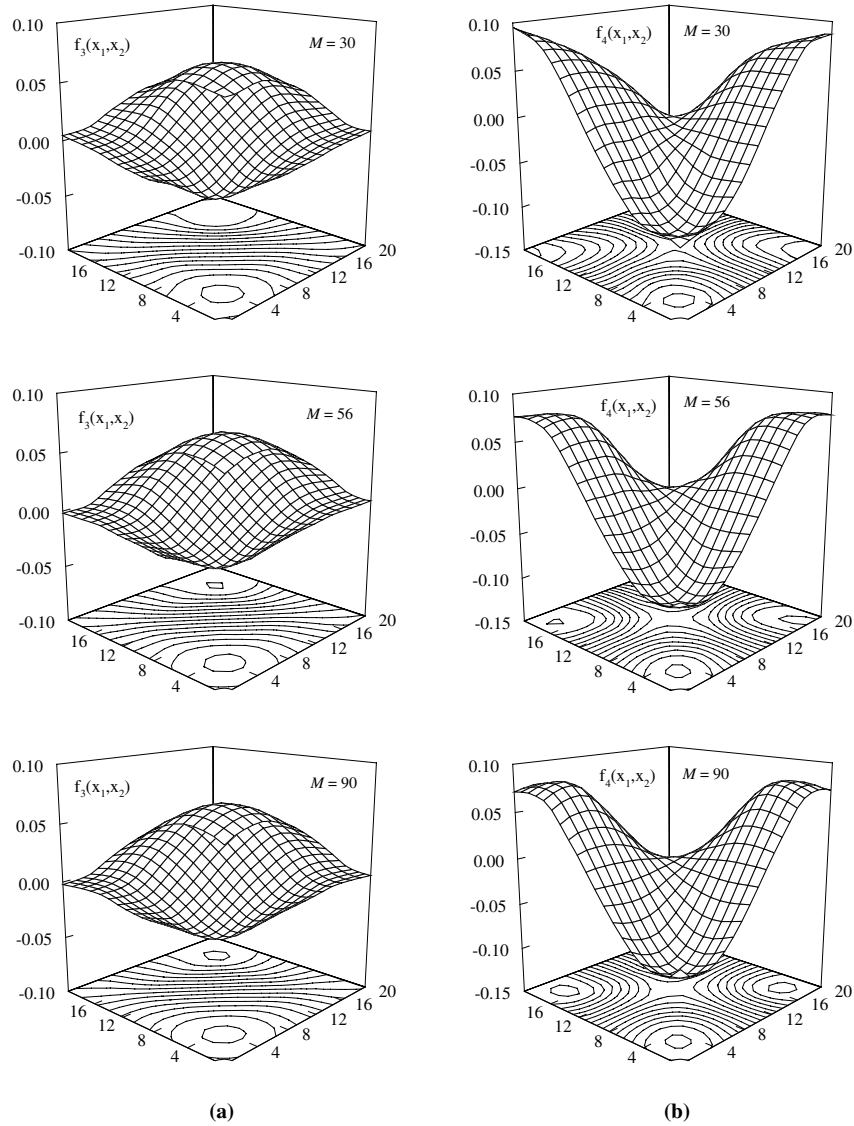 f3(x1,x2) M = 30
0.10
0.05
0.00
-0.05
-0.10
16 12 8 4
4 8 12 16 20
f4(x1,x2) M = 30
0.10
0.05
0.00
-0.05
-0.10
-0.15
16 12 8 4
4 8 12 16 20
f3(x1,x2) M = 56
0.10
0.05
0.00
-0.05
-0.10
16 12 8 4
4 8 12 16 20
f4(x1,x2) M = 56
0.10
0.05
0.00
-0.05
-0.10
-0.15
16 12 8 4
4 8 12 16 20
f3(x1,x2) M = 90
0.10
0.05
0.00
-0.05
-0.10
16 12 8 4
4 8 12 16 20
f4(x1,x2) M = 90
0.10
0.05
0.00
-0.05
-0.10
-0.15
16 12 8 4
4 8 12 16 20
(a) (b)